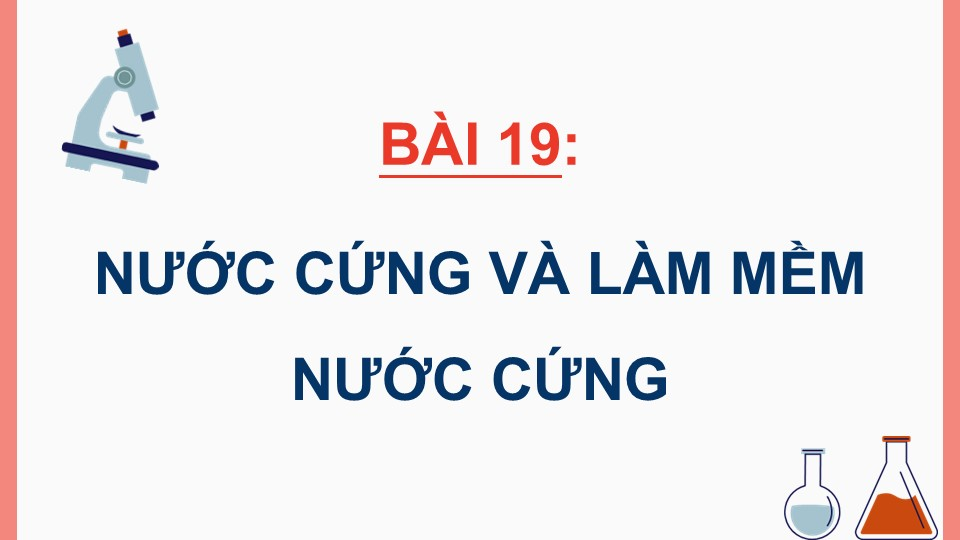 BÀI 19:
NƯỚC CỨNG VÀ LÀM MỀM
NƯỚC CỨNG